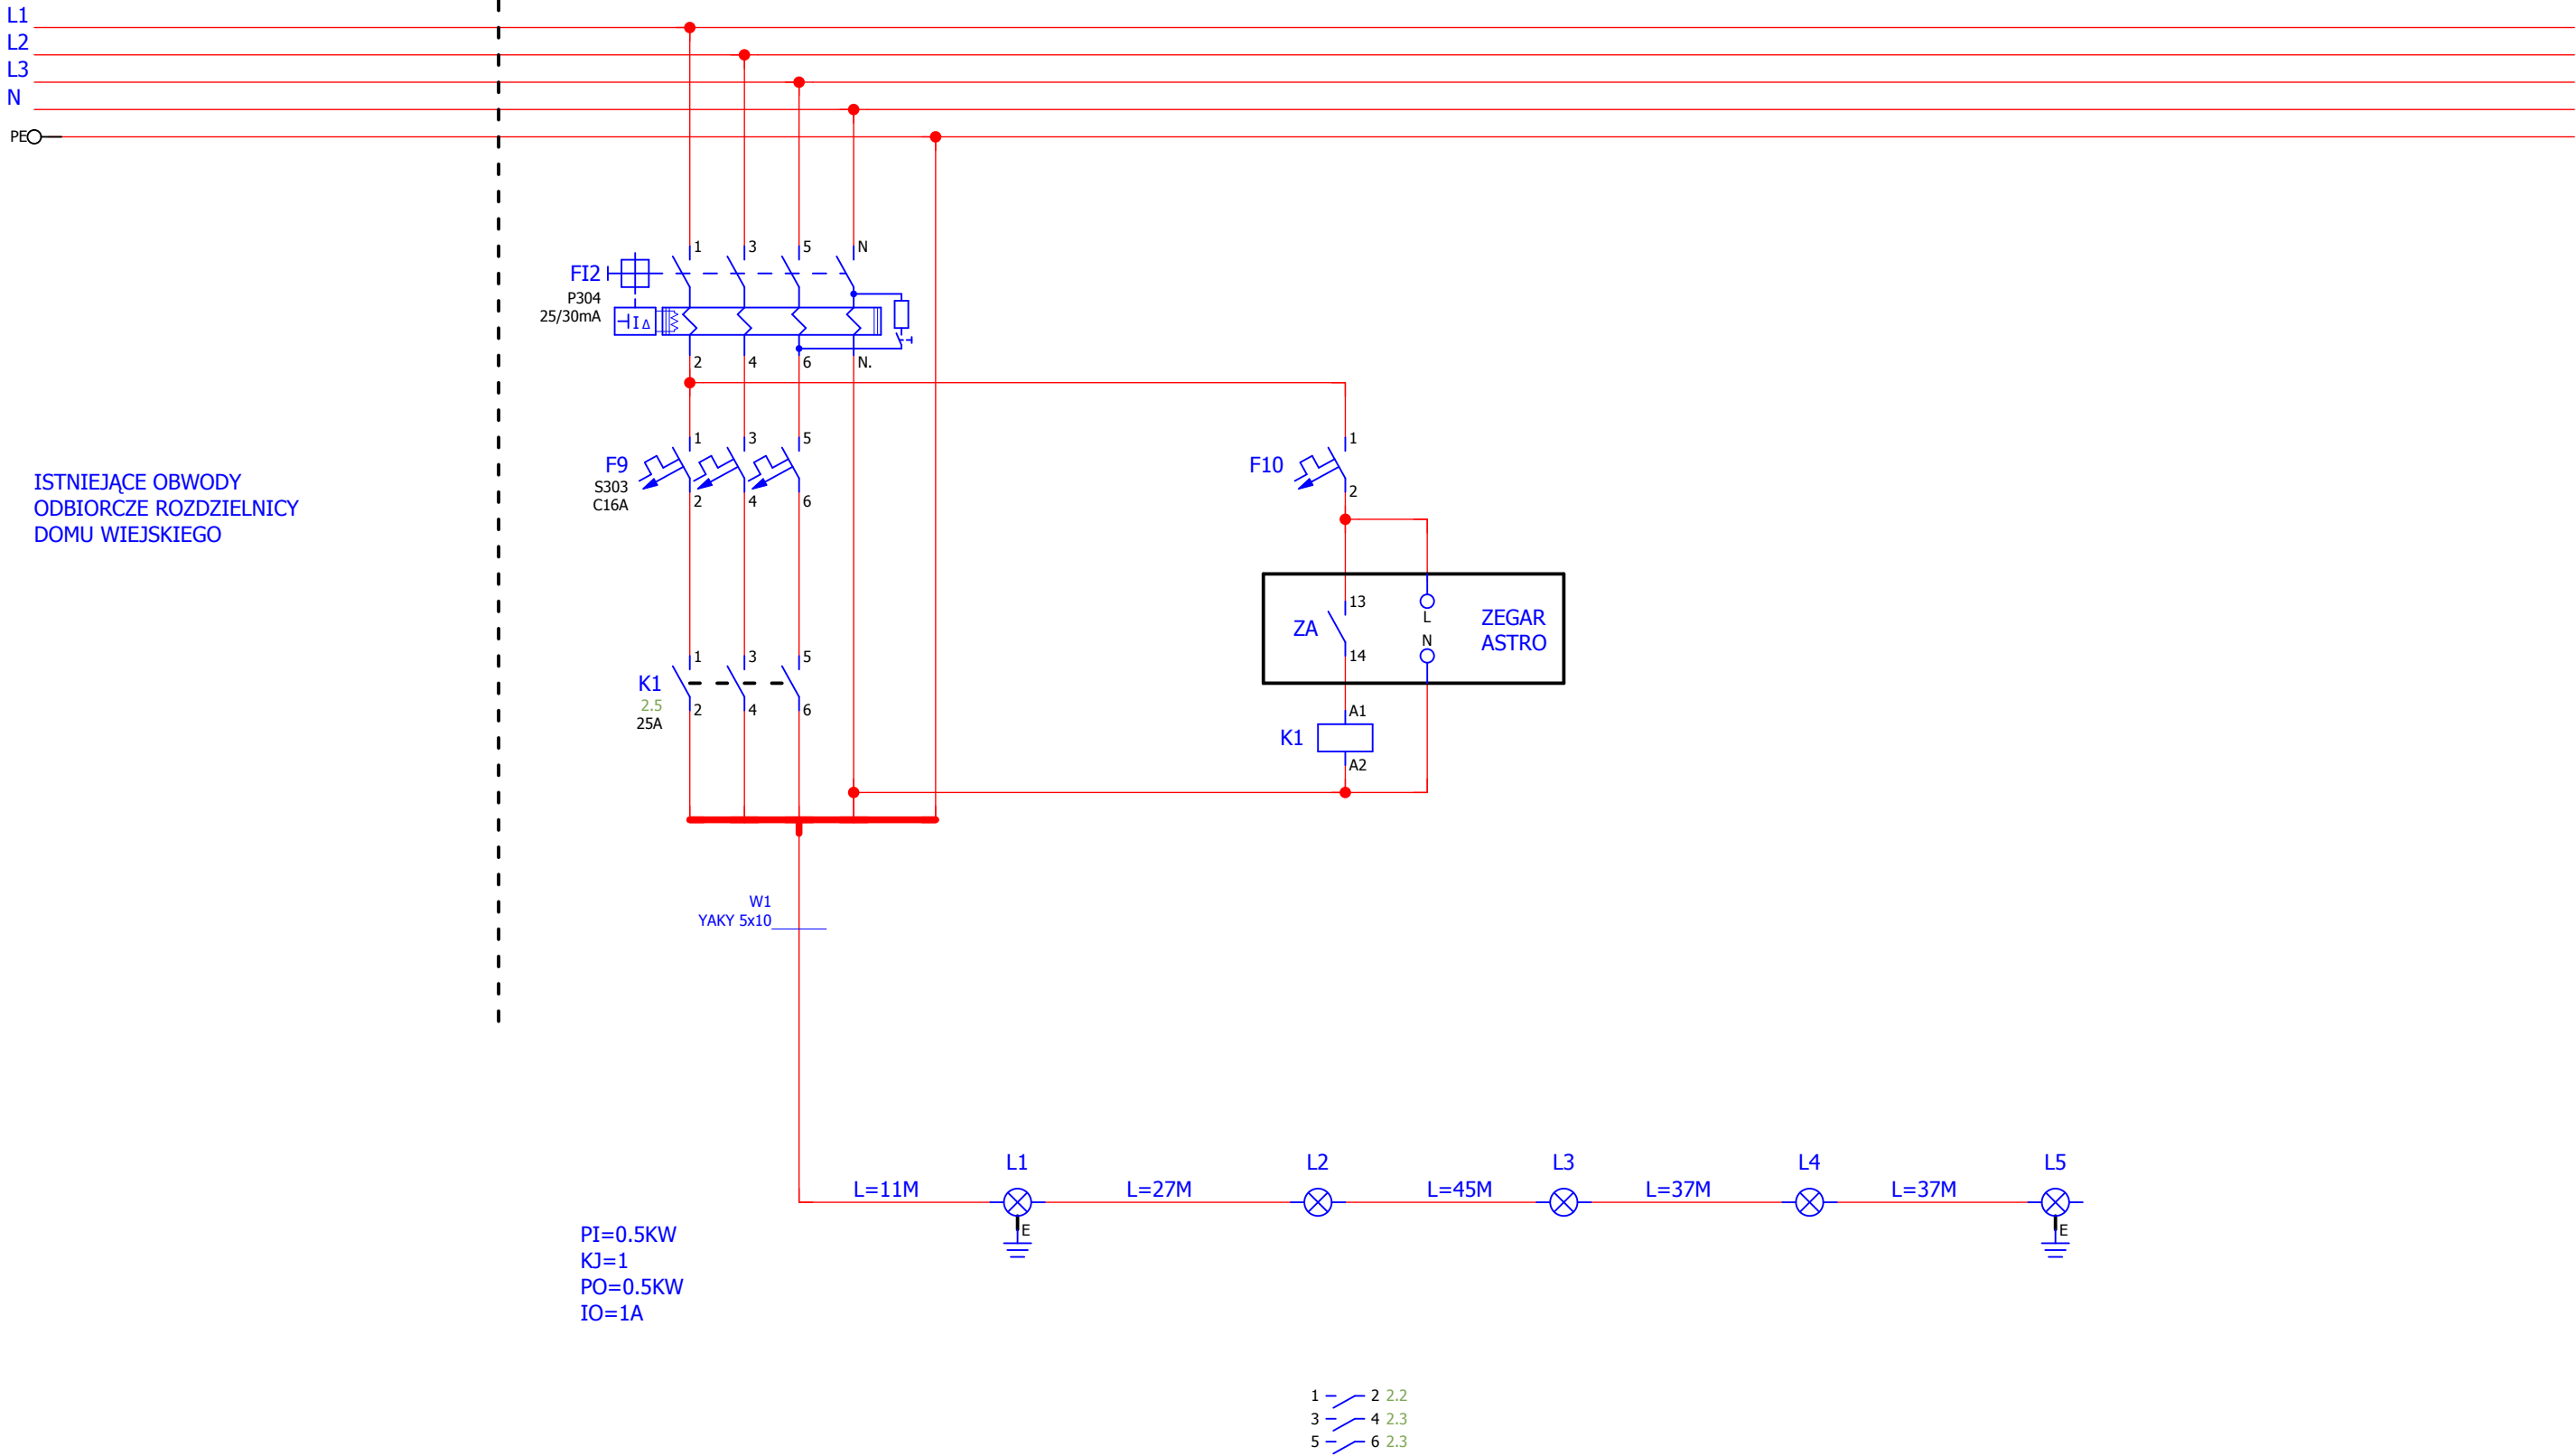 L1
L2
L3
N
PE
1 3 5 N
FI2
P304
25/30mA
I Δ
2 4 6 N.
1 3 5
F9
S303
C16A
2 4 6
1
F10
2
ISTNIEJĄCE OBWODY
ODBIORCZE ROZDZIELNICY
DOMU WIEJSKIEGO
13
ZA
14
L
N
ZEGAR
ASTRO
1 3 5
K1
2.5
25A
2 4 6
A1
K1
A2
W1
YAKY 5x10
L1 L2 L3 L4 L5
L=11M L=27M L=45M L=37M L=37M
E E
PI=0.5KW
KJ=1
PO=0.5KW
IO=1A
1 2 2.2
3 4 2.3
5 6 2.3